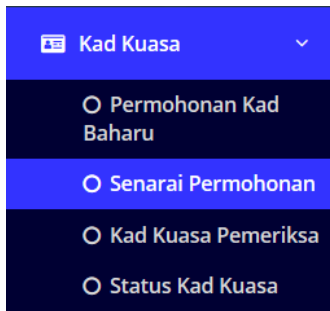 Kad Kuasa
Permohonan Kad
Baharu
Senarai Permohonan
Kad Kuasa Pemeriksa
Status Kad Kuasa